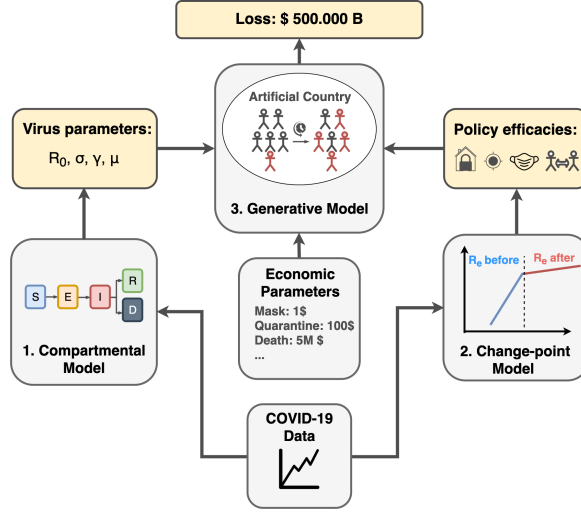 Loss: $ 500.000 B
Artificial Country
3. Generative Model
Virus parameters:
R0, σ, γ, μ
Policy efficacies:
S
E
I
R
D
1. Compartmental
Model
Economic
Parameters
Mask: 1$
Quarantine: 100$
Death: 5M $
...
Re before
Re after
2. Change-point
Model
COVID-19
Data